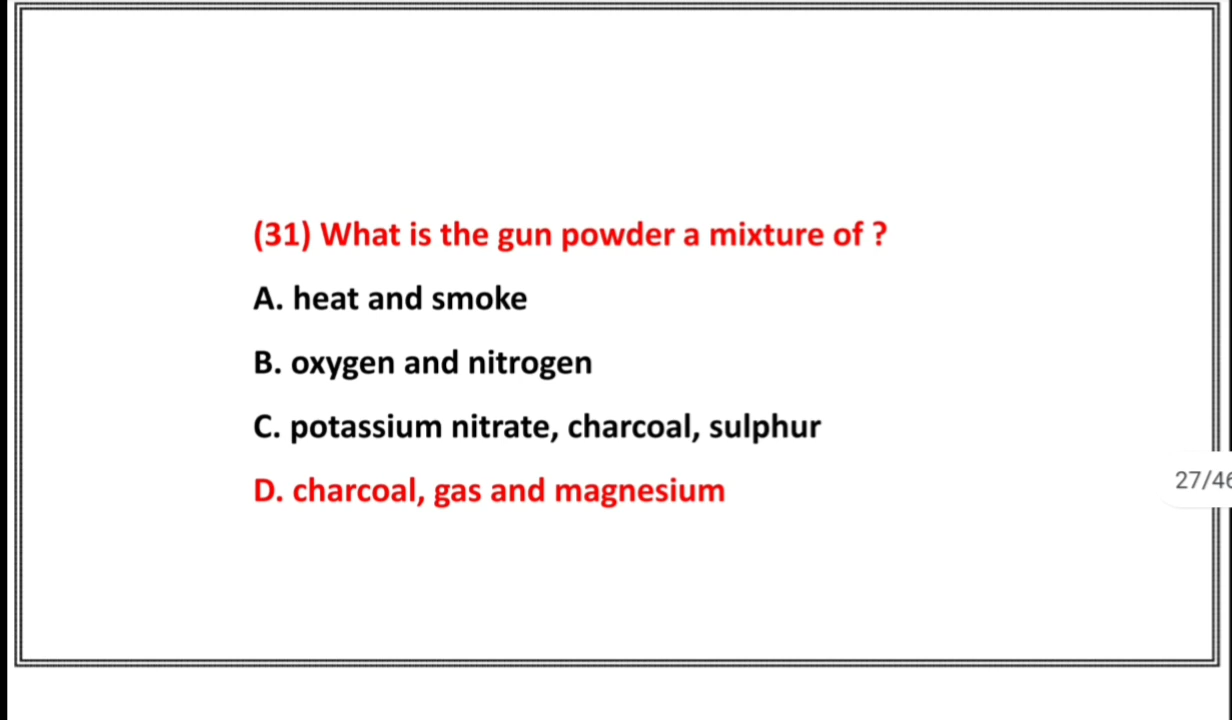 (31) What is the gun powder a mixture of ?
A. heat and smoke
B. oxygen and nitrogen
C. potassium nitrate, charcoal, sulphur
27/46
D. charcoal, gas and magnesium